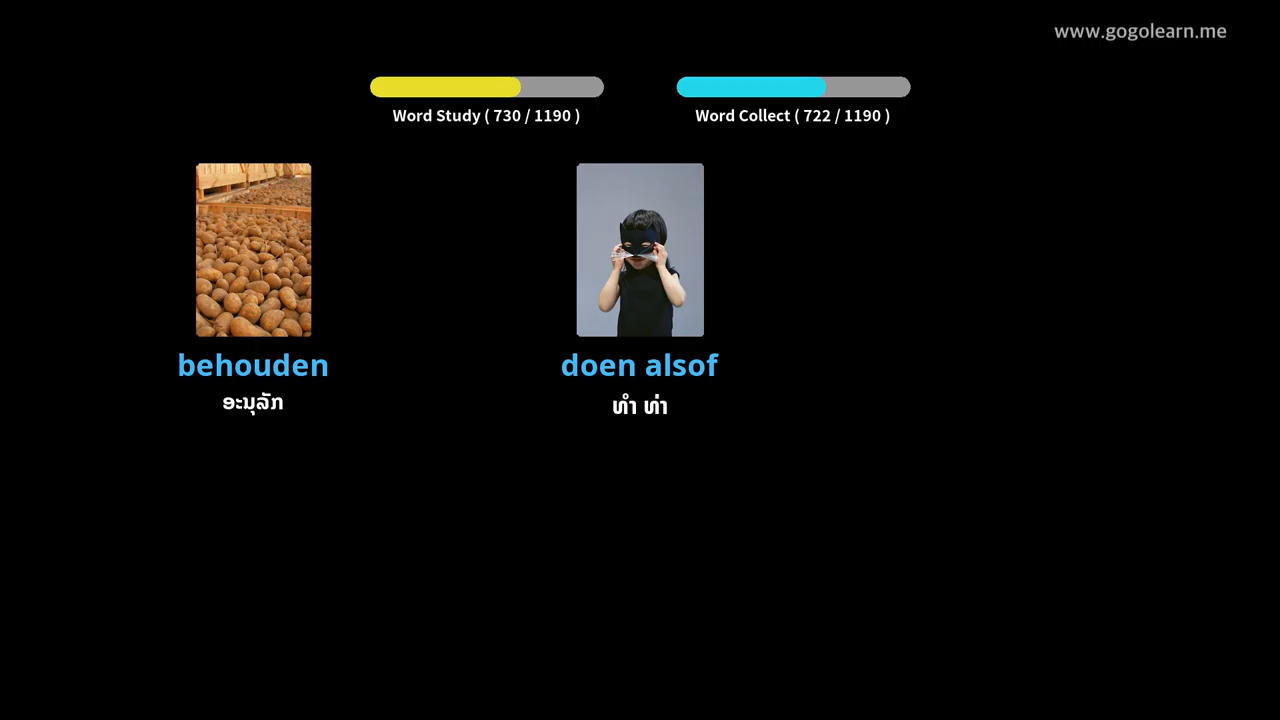 www.gogolearn.me
Word Study ( 730 / 1190 )
Word Collect ( 722 / 1190 )
behouden
ອະນຸລັກ
doen alsof
ທຳ ທ່າ